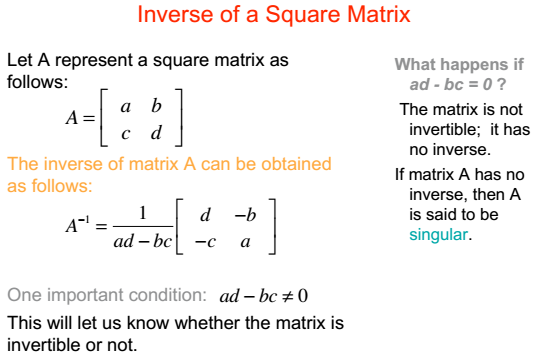 Inverse of a Square Matrix
Let A represent a square matrix as
follows:
A = [ a b
c d ]
The inverse of matrix A can be obtained
as follows:
A⁻¹ = 1/(ad − bc) [ d −b
−c a ]
One important condition: ad − bc ≠ 0
This will let us know whether the matrix is
invertible or not.
What happens if
ad - bc = 0 ?
The matrix is not
invertible; it has
no inverse.
If matrix A has no
inverse, then A
is said to be
singular.